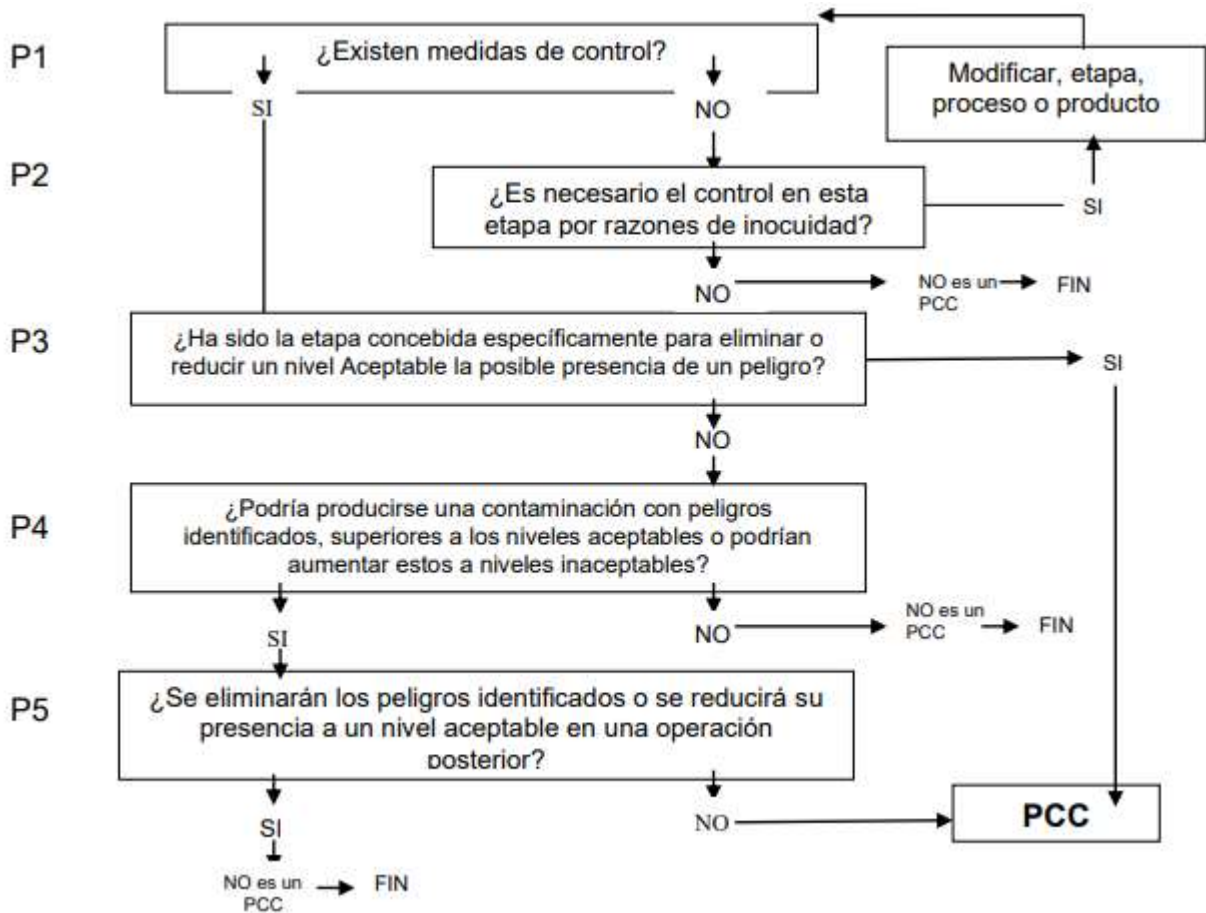 P1
¿Existen medidas de control?
Modificar, etapa,
proceso o producto
SI
NO
P2
¿Es necesario el control en esta
etapa por razones de inocuidad?
SI
NO
NO es un
PCC
FIN
P3
¿Ha sido la etapa concebida específicamente para eliminar o
reducir un nivel Aceptable la posible presencia de un peligro?
SI
NO
P4
¿Podría producirse una contaminación con peligros
identificados, superiores a los niveles aceptables o podrían
aumentar estos a niveles inaceptables?
SI
NO
NO es un
PCC
FIN
P5
¿Se eliminarán los peligros identificados o se reducirá su
presencia a un nivel aceptable en una operación
posterior?
SI
NO
PCC
NO es un
PCC
FIN